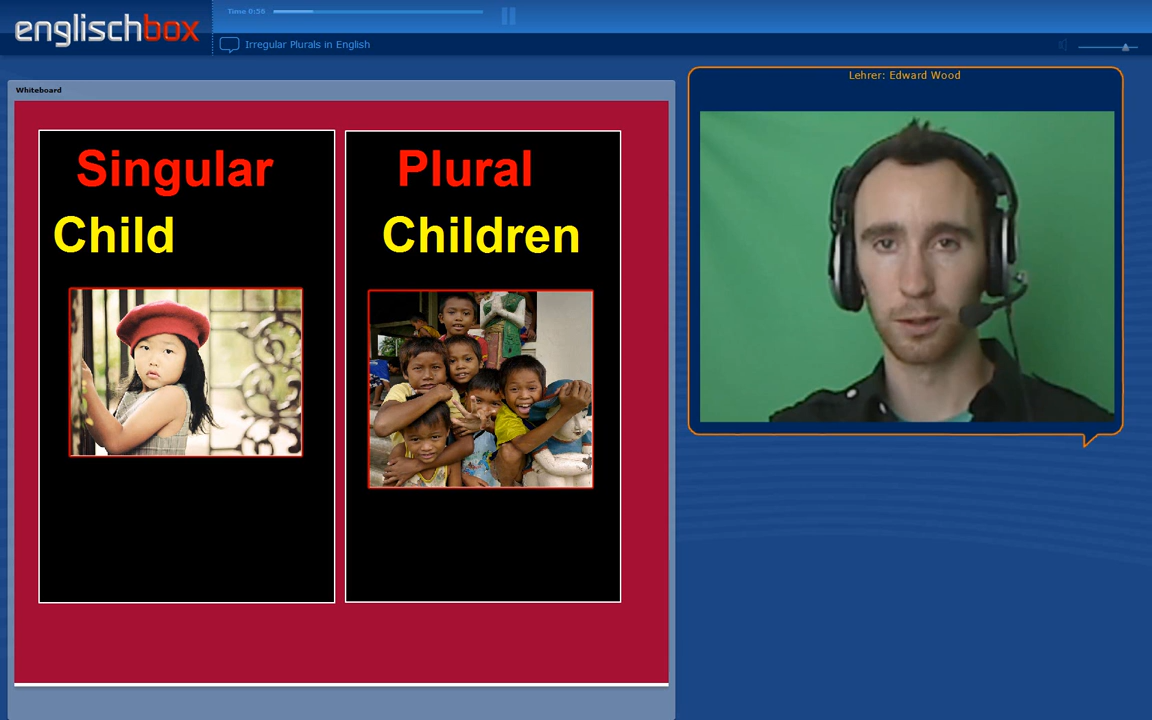 englischbox
Time 0:56
Irregular Plurals in English
Whiteboard
Lehrer: Edward Wood
Singular
Plural
Child
Children